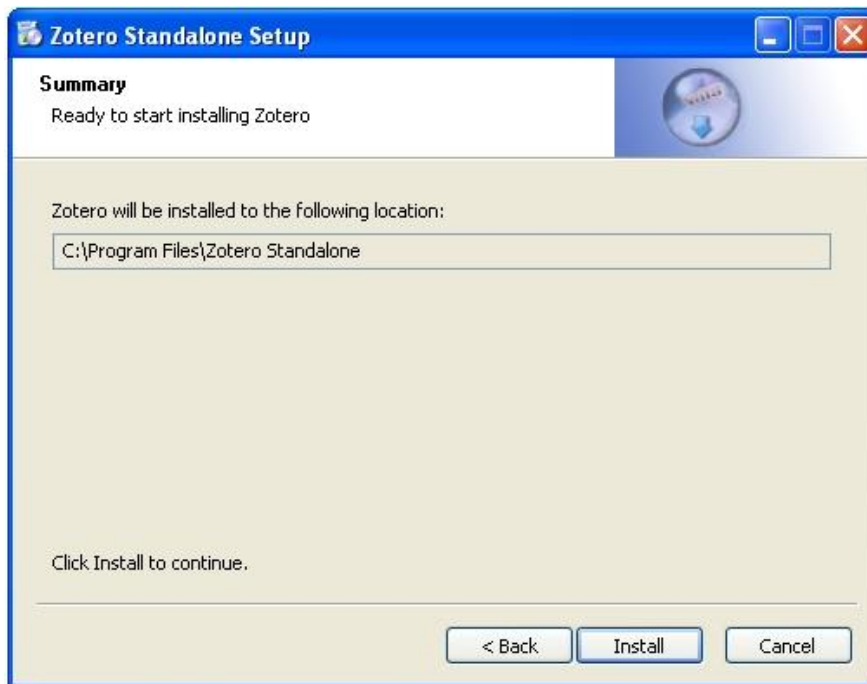 Zotero Standalone Setup
Summary
Ready to start installing Zotero
Zotero will be installed to the following location:
C:\Program Files\Zotero Standalone
Click Install to continue.
< Back Install Cancel